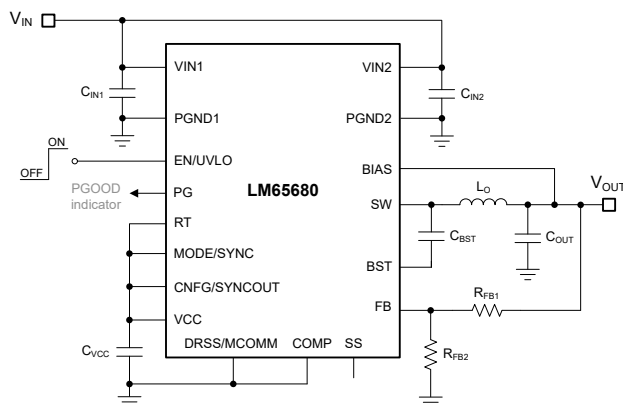 VIN
VIN1
VIN2
CIN1
CIN2
PGND1
PGND2
ON
OFF
EN/UVLO
BIAS
PGOOD
indicator
PG
LM65680
SW
LO
VOUT
RT
CBST
COUT
MODE/SYNC
BST
CNFG/SYNCOUT
FB
RFB1
VCC
CVCC
DRSS/MCOMM
COMP
SS
RFB2